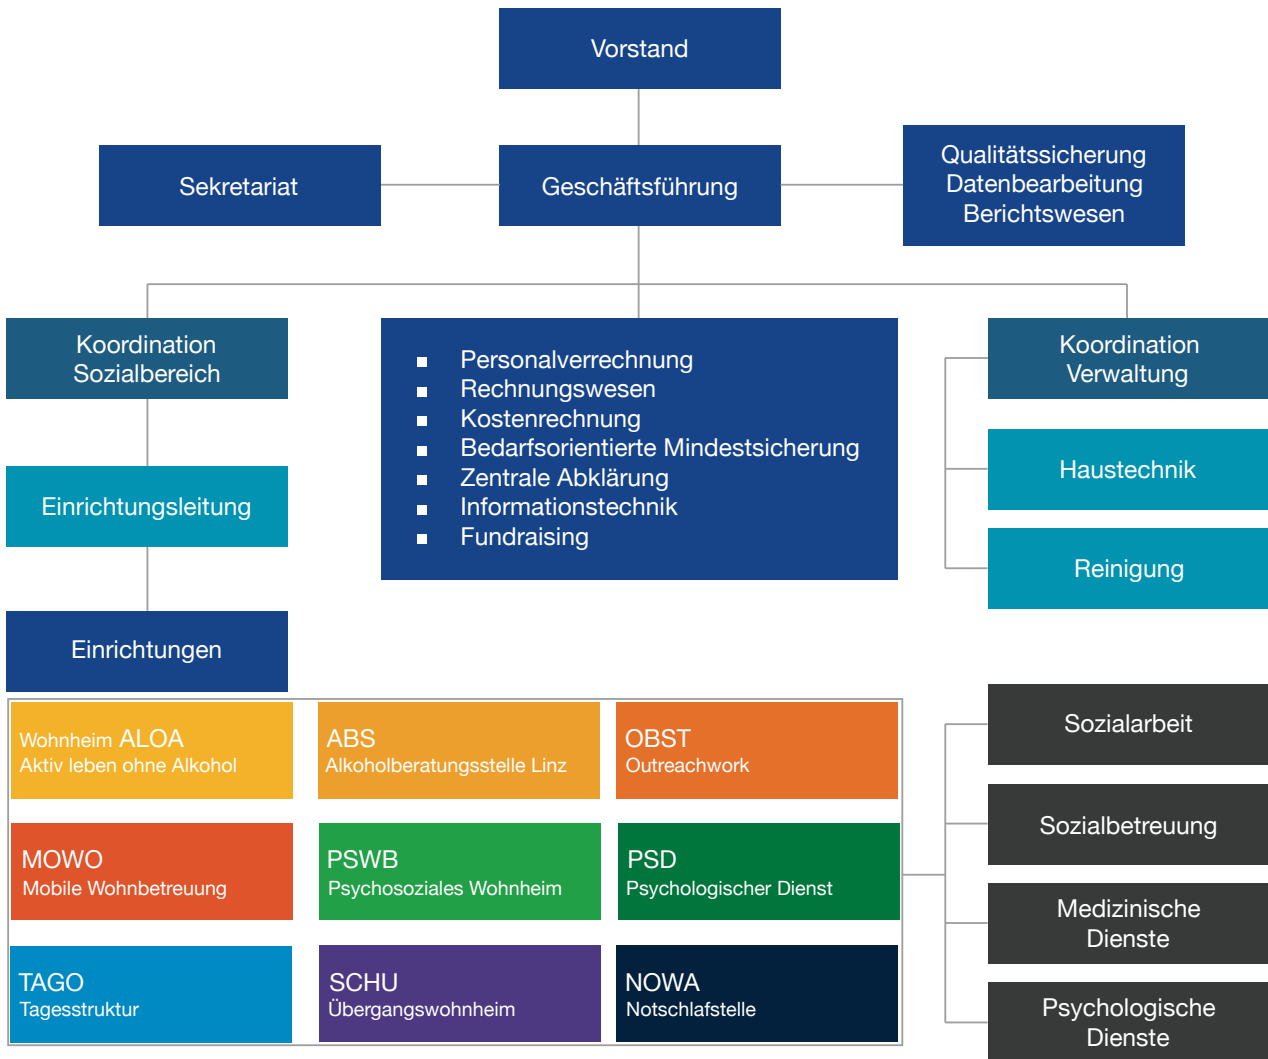 Vorstand
Sekretariat
Geschäftsführung
Qualitätssicherung
Datenbearbeitung
Berichtswesen
Koordination
Sozialbereich
Einrichtungsleitung
Einrichtungen
Personalverrechnung
Rechnungswesen
Kostenrechnung
Bedarfsorientierte Mindestsicherung
Zentrale Abklärung
Informationstechnik
Fundraising
Koordination
Verwaltung
Haustechnik
Reinigung
Wohnheim ALOA
Aktiv leben ohne Alkohol
ABS
Alkoholberatungsstelle Linz
OBST
Outreachwork
MOWO
Mobile Wohnbetreuung
PSWB
Psychosoziales Wohnheim
PSD
Psychologischer Dienst
TAGO
Tagesstruktur
SCHU
Übergangswohnheim
NOWA
Notschlafstelle
Sozialarbeit
Sozialbetreuung
Medizinische
Dienste
Psychologische
Dienste